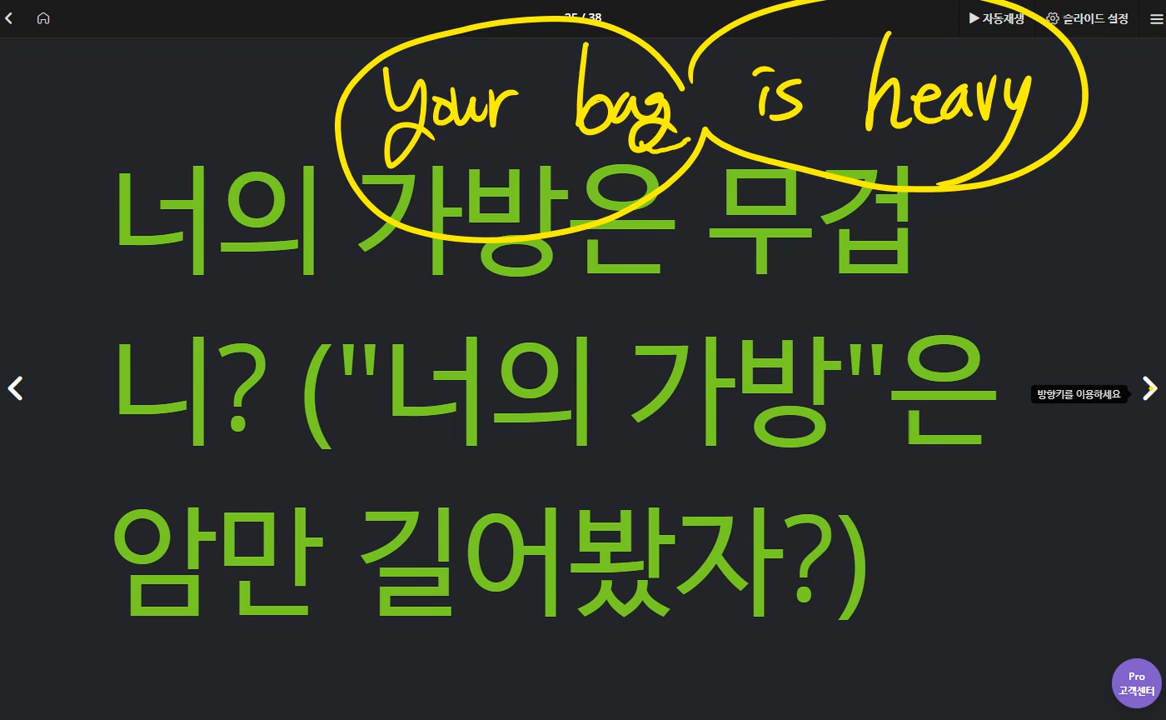 25 / 38
▶ 자동재생
슬라이드 설정
Your bag is heavy
너의 가방은 무겁
니? ("너의 가방"은
방향키를 이용하세요
암만 길어봤자?)
Pro
고객센터